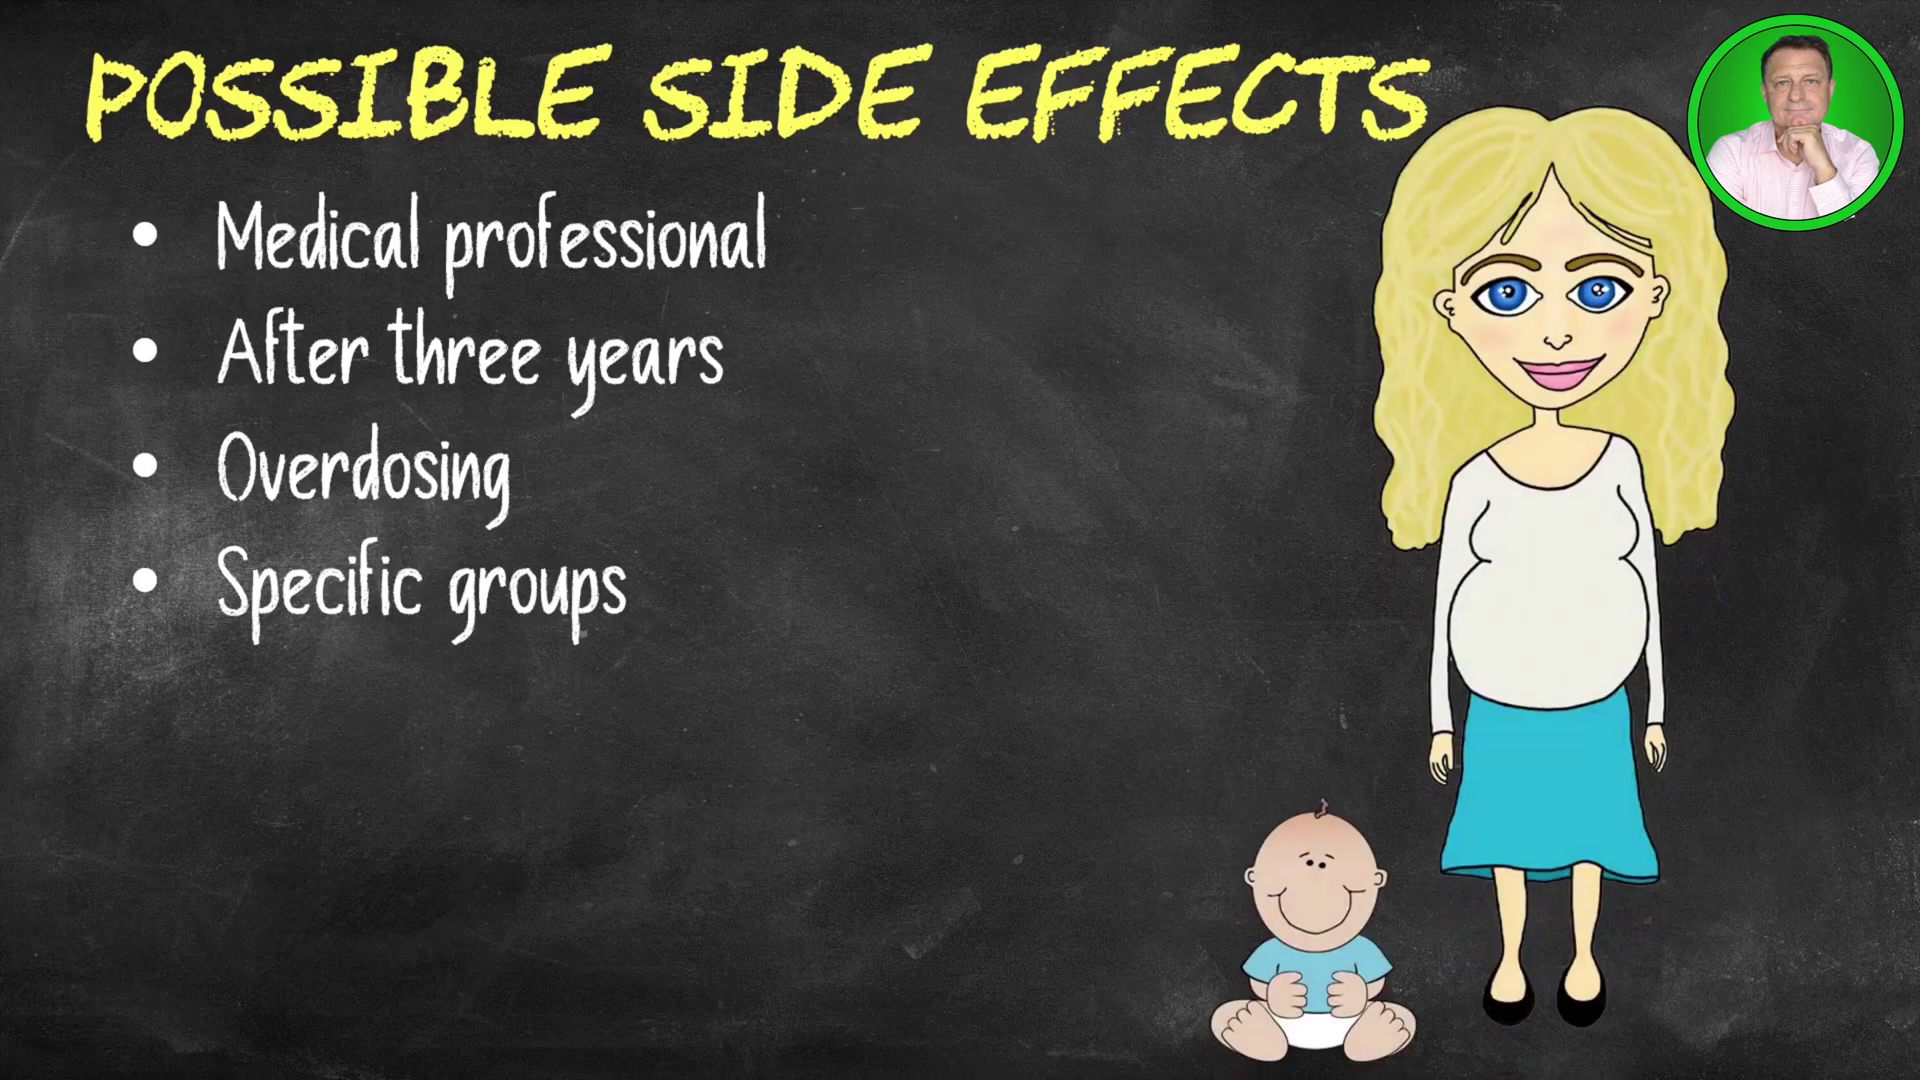 POSSIBLE SIDE EFFECTS
• Medical professional
• After three years
• Overdosing
• Specific groups